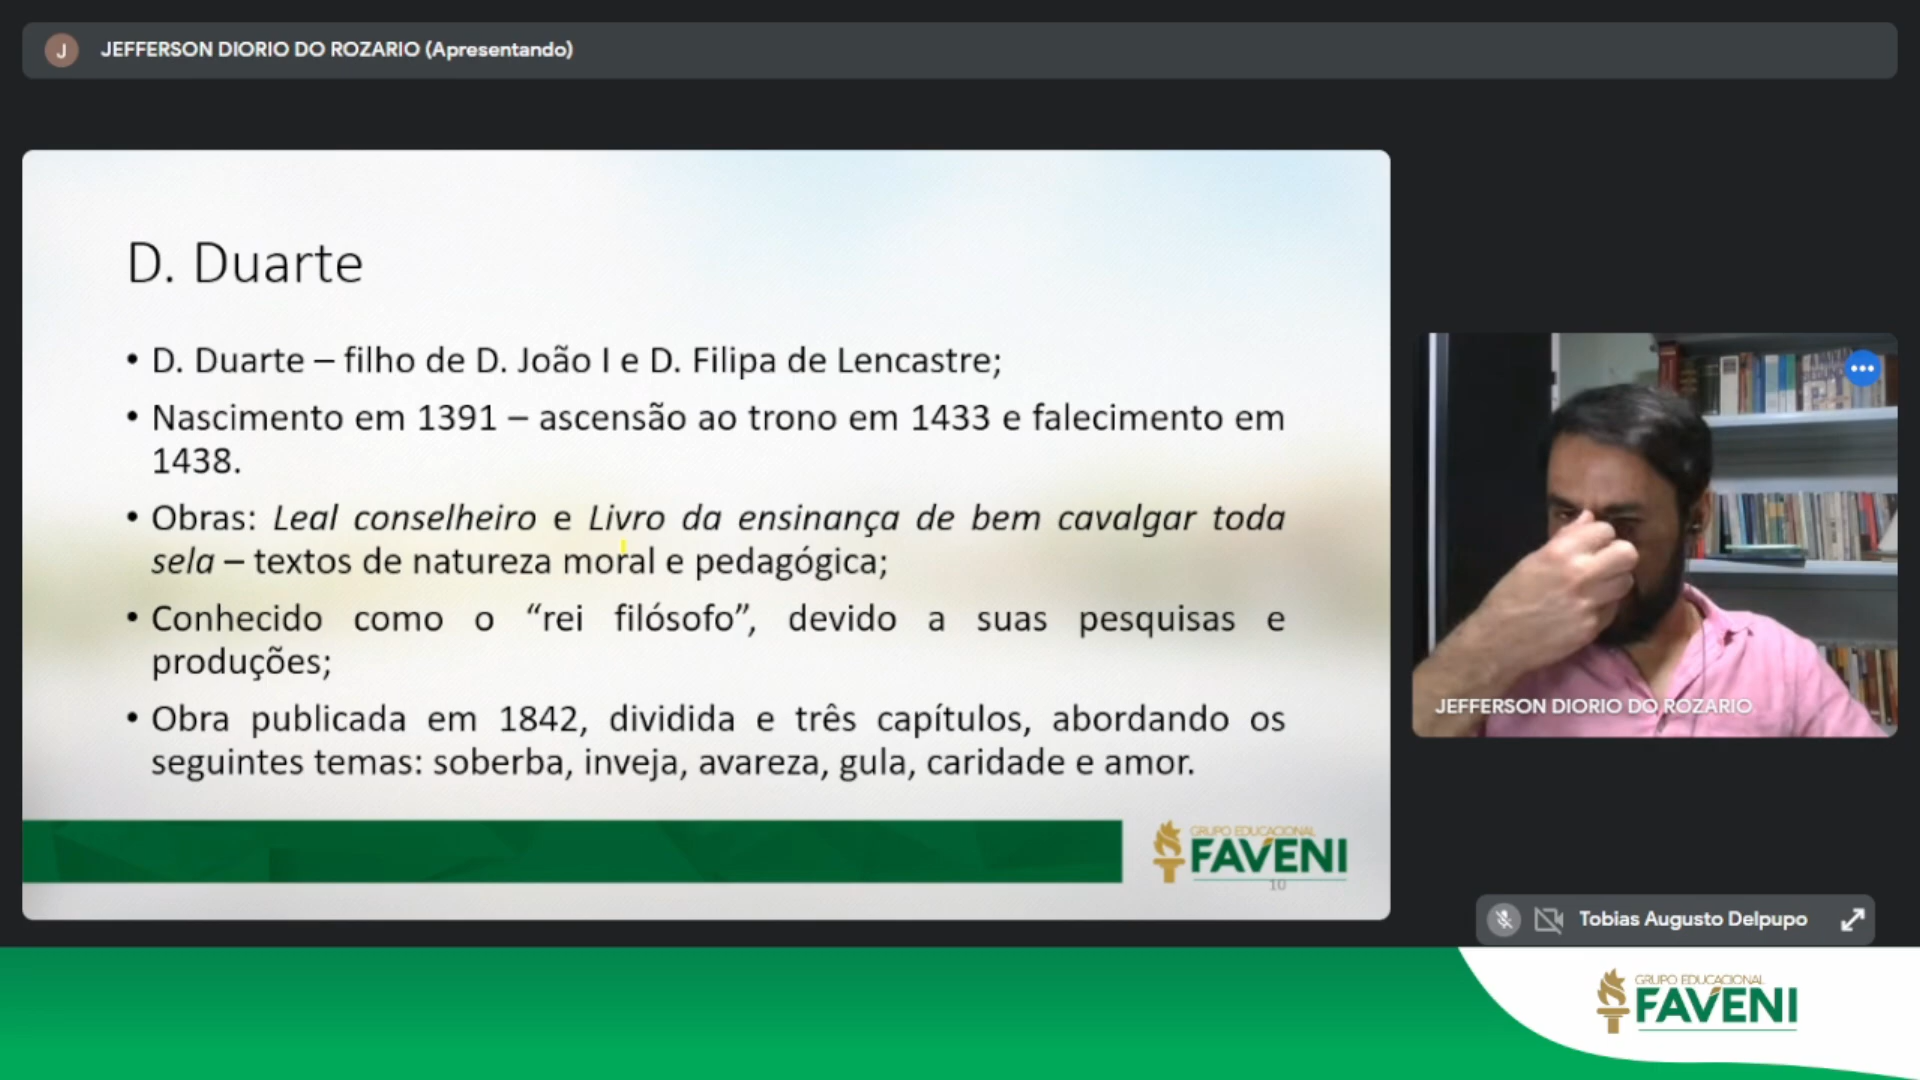 J
JEFFERSON DIORIO DO ROZARIO (Apresentando)
D. Duarte
• D. Duarte – filho de D. João I e D. Filipa de Lencastre;
• Nascimento em 1391 – ascensão ao trono em 1433 e falecimento em
1438.
• Obras: Leal conselheiro e Livro da ensinança de bem cavalgar toda
sela – textos de natureza moral e pedagógica;
• Conhecido como o “rei filósofo”, devido a suas pesquisas e
produções;
• Obra publicada em 1842, dividida e três capítulos, abordando os
seguintes temas: soberba, inveja, avareza, gula, caridade e amor.
GRUPO EDUCACIONAL
FAVENI
10
JEFFERSON DIORIO DO ROZARIO
Tobias Augusto Delpupo
GRUPO EDUCACIONAL
FAVENI